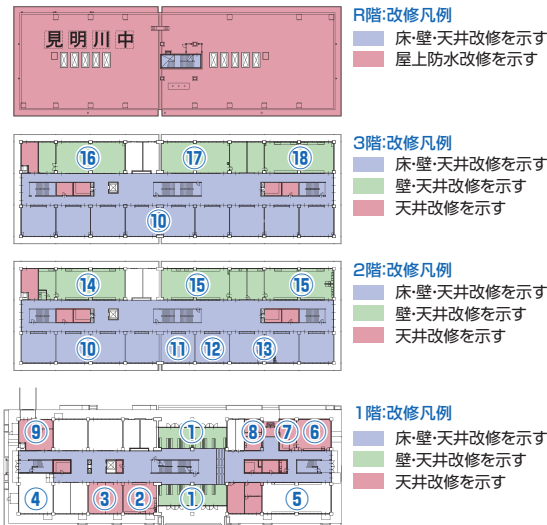 見明川中
R階:改修凡例
床・壁・天井改修を示す
屋上防水改修を示す
3階:改修凡例
床・壁・天井改修を示す
壁・天井改修を示す
天井改修を示す
⑯ ⑰ ⑱
⑩
2階:改修凡例
床・壁・天井改修を示す
壁・天井改修を示す
天井改修を示す
⑭ ⑮ ⑮
⑩ ⑪ ⑫ ⑬
1階:改修凡例
床・壁・天井改修を示す
壁・天井改修を示す
天井改修を示す
⑨ ① ⑧ ⑦ ⑥
④ ③ ② ① ⑤